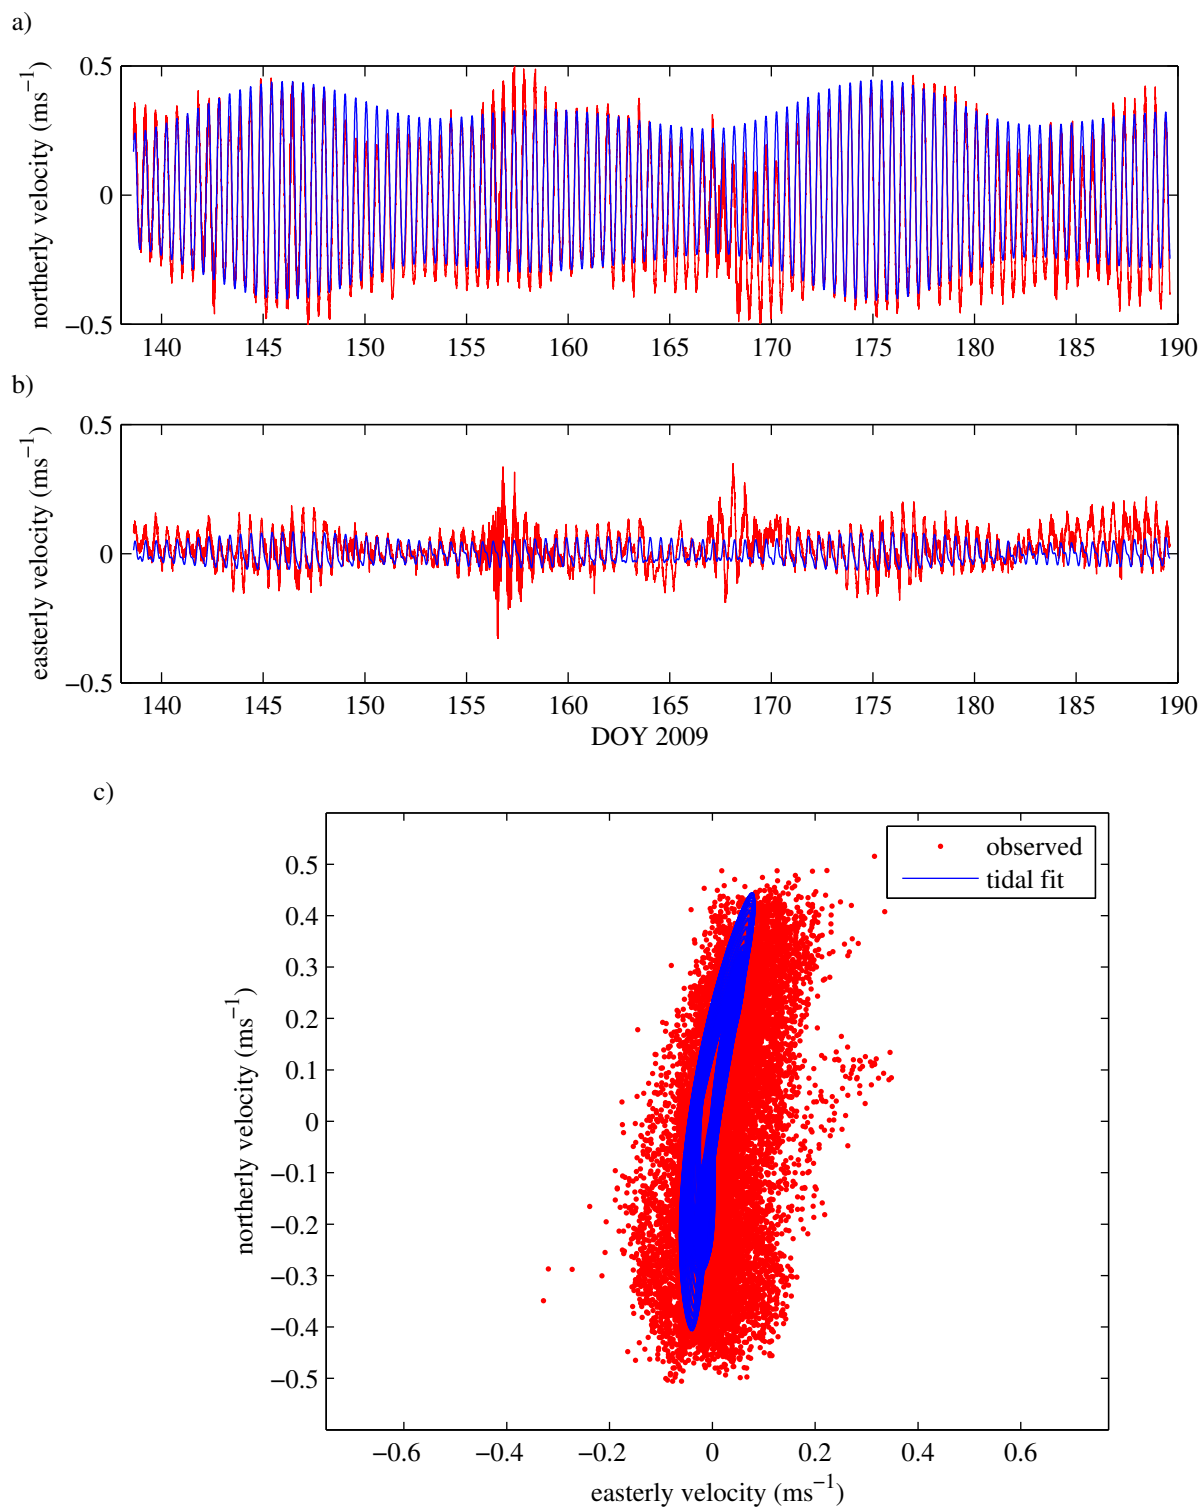 a)
northerly velocity (ms⁻¹)
0.5
0
−0.5
140 145 150 155 160 165 170 175 180 185 190
b)
easterly velocity (ms⁻¹)
0.5
0
−0.5
140 145 150 155 160 165 170 175 180 185 190
DOY 2009
c)
northerly velocity (ms⁻¹)
0.5
0.4
0.3
0.2
0.1
0
−0.1
−0.2
−0.3
−0.4
−0.5
observed
tidal fit
−0.6 −0.4 −0.2 0 0.2 0.4 0.6
easterly velocity (ms⁻¹)